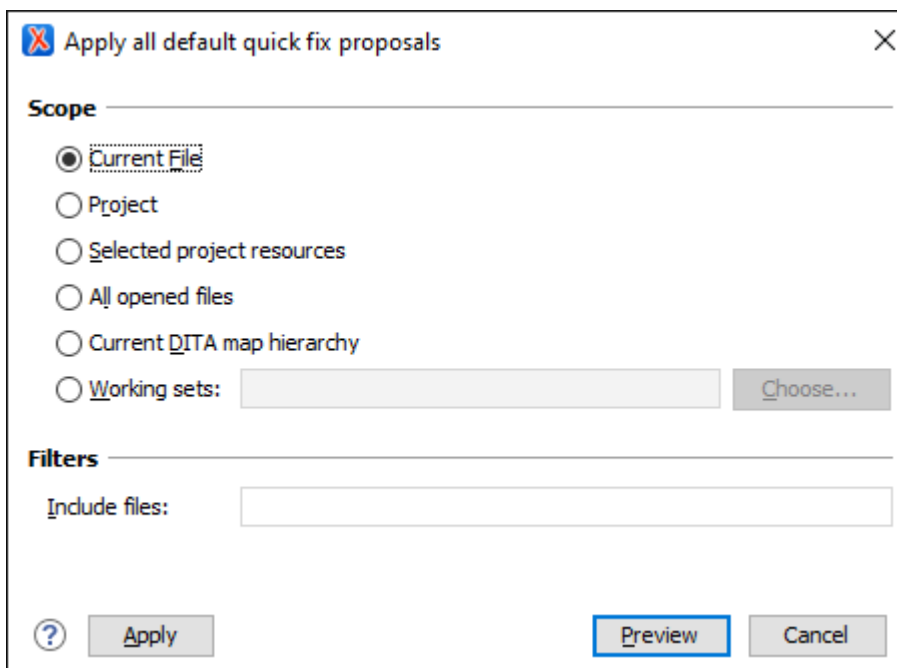 Apply all default quick fix proposals
Scope
Current File
Project
Selected project resources
All opened files
Current DITA map hierarchy
Working sets: Choose...
Filters
Include files:
? Apply Preview Cancel